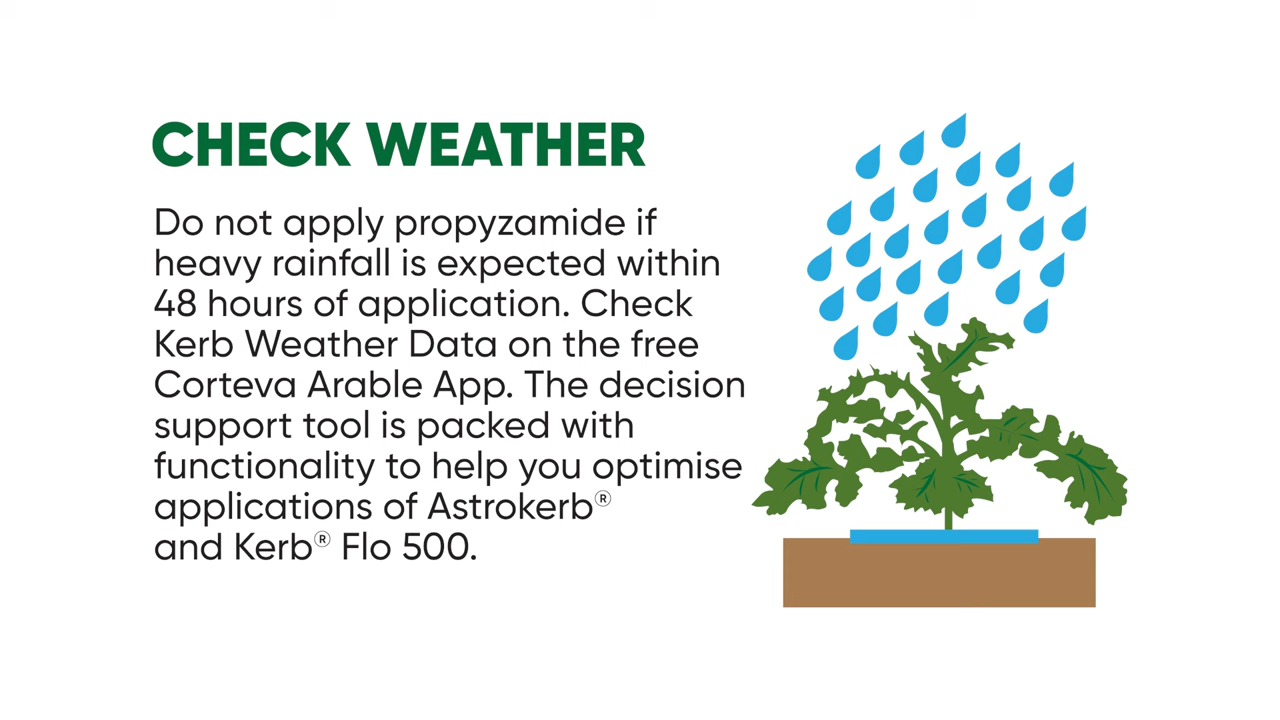 CHECK WEATHER
Do not apply propyzamide if
heavy rainfall is expected within
48 hours of application. Check
Kerb Weather Data on the free
Corteva Arable App. The decision
support tool is packed with
functionality to help you optimise
applications of Astrokerb®
and Kerb® Flo 500.